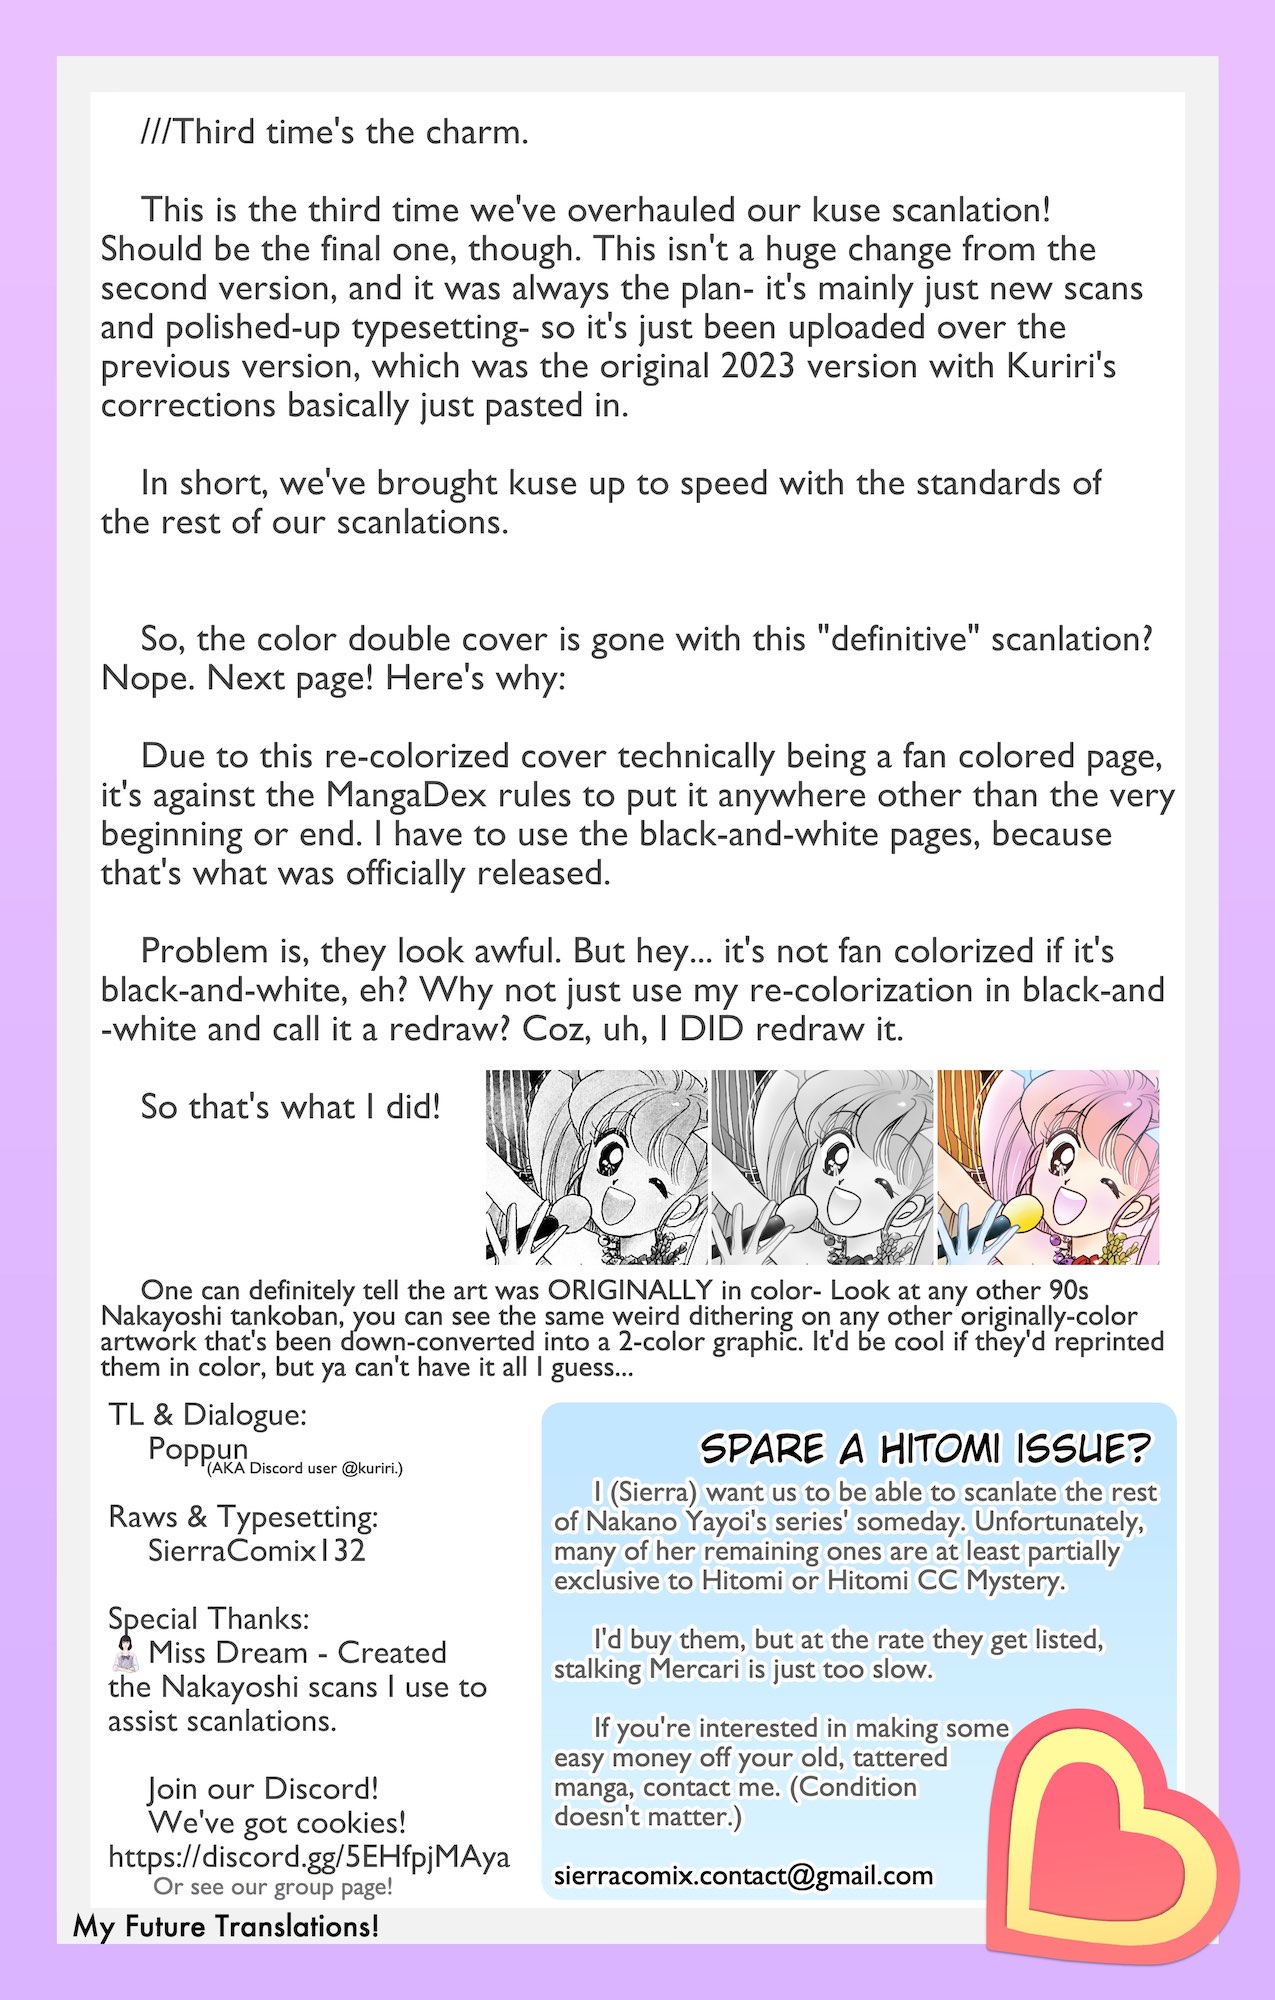 ///Third time's the charm.
This is the third time we've overhauled our kuse scanlation!
Should be the final one, though. This isn't a huge change from the
second version, and it was always the plan- it's mainly just new scans
and polished-up typesetting- so it's just been uploaded over the
previous version, which was the original 2023 version with Kuriri's
corrections basically just pasted in.
In short, we've brought kuse up to speed with the standards of
the rest of our scanlations.
So, the color double cover is gone with this "definitive" scanlation?
Nope. Next page! Here's why:
Due to this re-colorized cover technically being a fan colored page,
it's against the MangaDex rules to put it anywhere other than the very
beginning or end. I have to use the black-and-white pages, because
that's what was officially released.
Problem is, they look awful. But hey... it's not fan colorized if it's
black-and-white, eh? Why not just use my re-colorization in black-and
-white and call it a redraw? Coz, uh, I DID redraw it.
So that's what I did!
One can definitely tell the art was ORIGINALLY in color- Look at any other 90s
Nakayoshi tankoban, you can see the same weird dithering on any other originally-color
artwork that's been down-converted into a 2-color graphic. It'd be cool if they'd reprinted
them in color, but ya can't have it all I guess...
TL & Dialogue:
Poppun
(AKA Discord user @kuriri.)
Raws & Typesetting:
SierraComix132
Special Thanks:
Miss Dream - Created
the Nakayoshi scans I use to
assist scanlations.
Join our Discord!
We've got cookies!
https://discord.gg/5EHfpjMAya
Or see our group page!
My Future Translations!
SPARE A HITOMI ISSUE?
I (Sierra) want us to be able to scanlate the rest
of Nakano Yayoi's series' someday. Unfortunately,
many of her remaining ones are at least partially
exclusive to Hitomi or Hitomi CC Mystery.
I'd buy them, but at the rate they get listed,
stalking Mercari is just too slow.
If you're interested in making some
easy money off your old, tattered
manga, contact me. (Condition
doesn't matter.)
sierracomix.contact@gmail.com